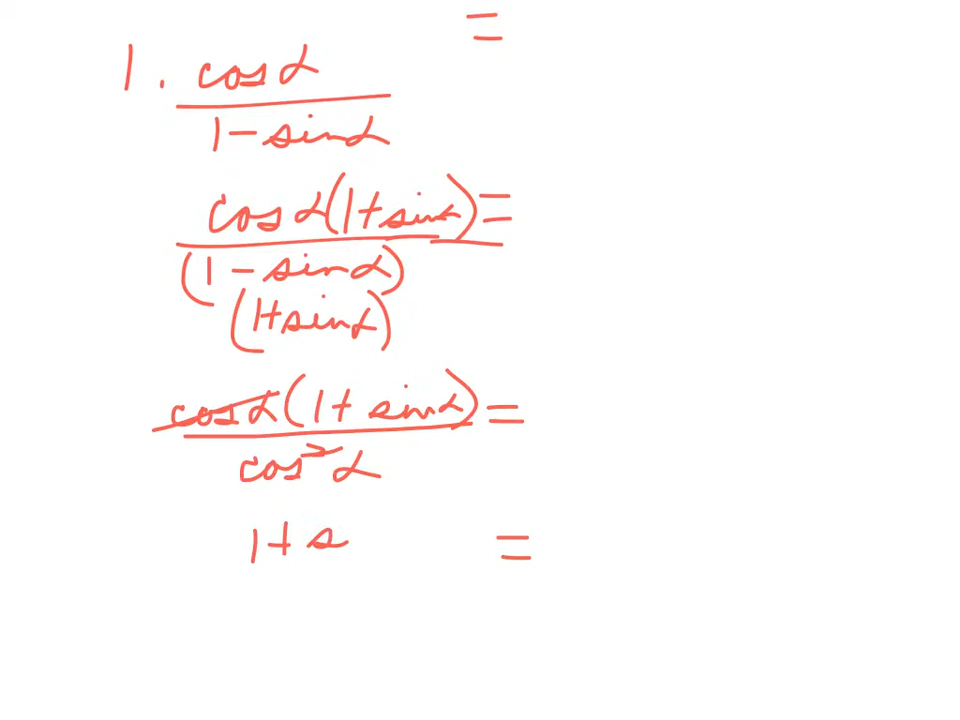 =
1. cosα
1 - sinα
cosα(1 + sinα) =
(1 - sinα)
(1 + sinα)
cosα(1 + sinα) =
cos²α
1 + s =